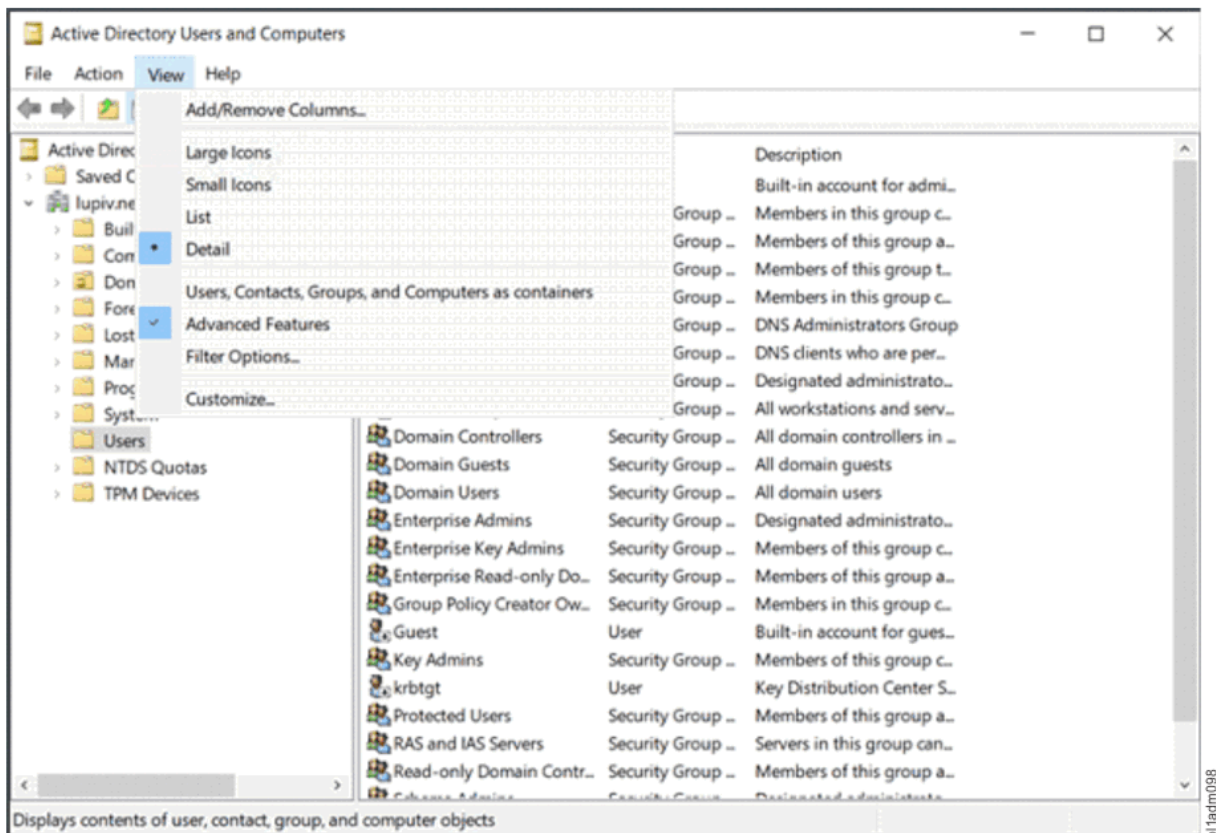 Active Directory Users and Computers
File Action View Help
Add/Remove Columns...
Large Icons
Small Icons
List
Detail
Users, Contacts, Groups, and Computers as containers
Advanced Features
Filter Options...
Customize...
Active Direc
Saved C
lupiv.ne
Buil
Com
Don
Fore
Lost
Mar
Prog
Syst
Users
NTDS Quotas
TPM Devices
Description
Built-in account for admi...
Group ... Members in this group c...
Group ... Members of this group a...
Group ... Members of this group t...
Group ... Members in this group c...
Group ... DNS Administrators Group
Group ... DNS clients who are per...
Group ... Designated administrato...
Group ... All workstations and serv...
Domain Controllers Security Group ... All domain controllers in ...
Domain Guests Security Group ... All domain guests
Domain Users Security Group ... All domain users
Enterprise Admins Security Group ... Designated administrato...
Enterprise Key Admins Security Group ... Members of this group c...
Enterprise Read-only Do... Security Group ... Members of this group a...
Group Policy Creator Ow... Security Group ... Members in this group c...
Guest User Built-in account for gues...
Key Admins Security Group ... Members of this group c...
krbtgt User Key Distribution Center S...
Protected Users Security Group ... Members of this group a...
RAS and IAS Servers Security Group ... Servers in this group can...
Read-only Domain Contr... Security Group ... Members of this group a...
Displays contents of user, contact, group, and computer objects